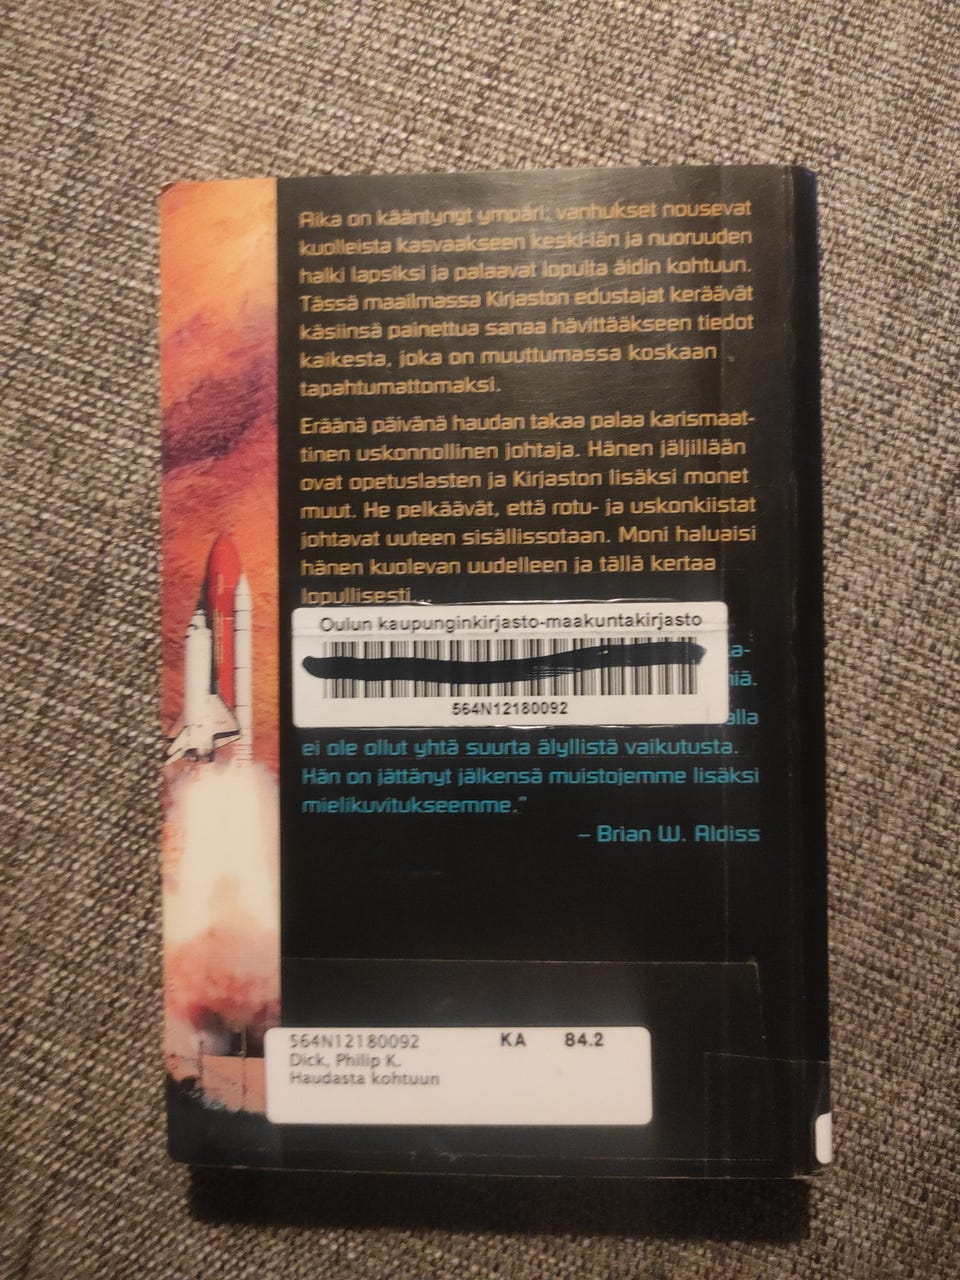 Aika on kääntynyt ympäri: vanhukset nousevat
kuolleista kasvaakseen keski-iän ja nuoruuden
halki lapsiksi ja palaavat lopulta äidin kohtuun.
Tässä maailmassa Kirjaston edustajat keräävät
käsiinsä painettua sanaa hävittääkseen tiedot
kaikesta, joka on muuttumassa koskaan
tapahtumattomaksi.
Eräänä päivänä haudan takaa palaa karismaat-
tinen uskonnollinen johtaja. Hänen jäljillään
ovat opetuslasten ja Kirjaston lisäksi monet
muut. He pelkäävät, että rotu- ja uskonkiistat
johtavat uuteen sisällissotaan. Moni haluaisi
hänen kuolevan uudelleen ja tällä kertaa
lopullisesti...
Oulun kaupunginkirjasto-maakuntakirjasto
564N12180092
ei ole ollut yhtä suurta älyllistä vaikutusta.
Hän on jättänyt jälkensä muistojemme lisäksi
mielikuvitukseemme."
– Brian W. Aldiss
564N12180092 KA 84.2
Dick, Philip K.
Haudasta kohtuun